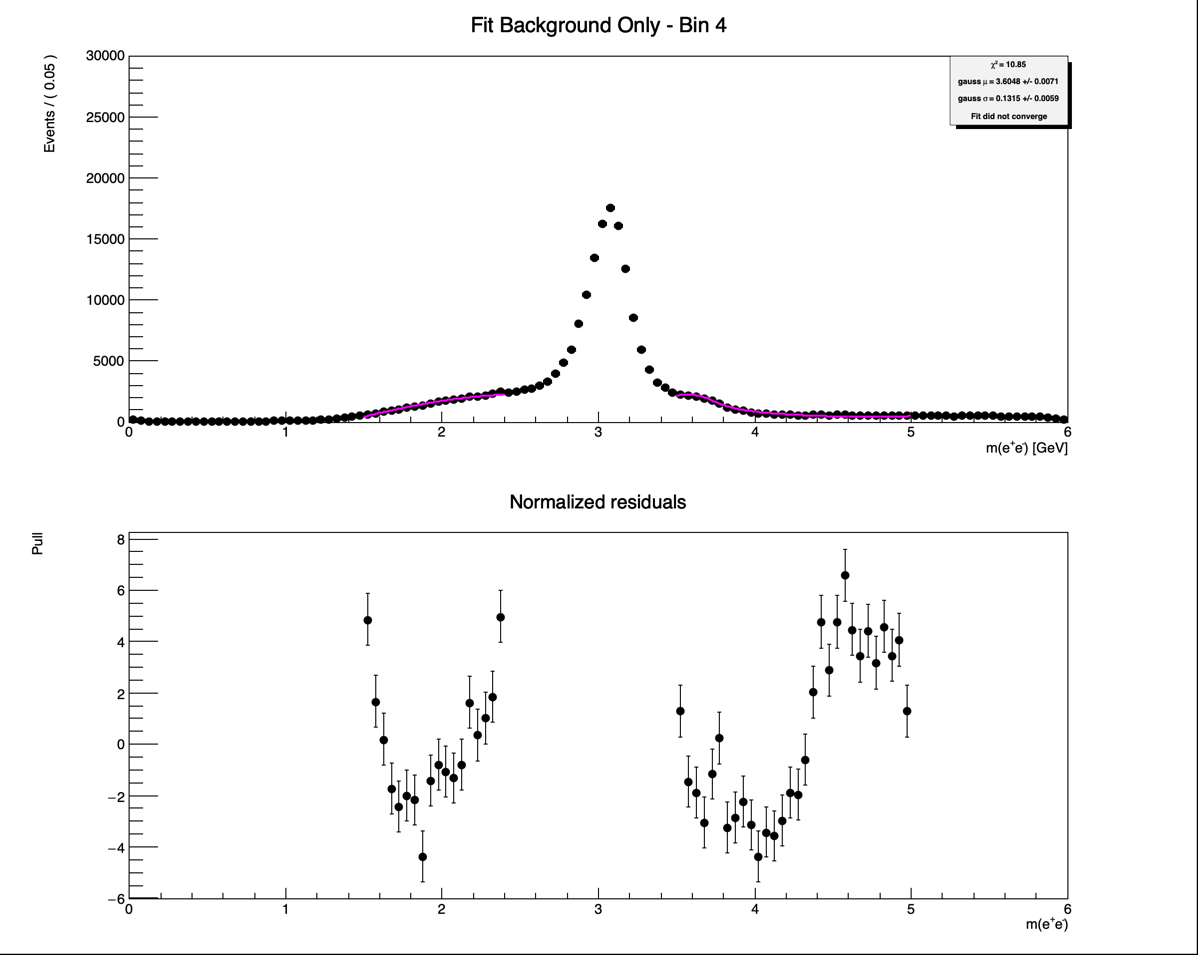 Fit Background Only - Bin 4
Events / ( 0.05 )
30000
25000
20000
15000
10000
5000
0
χ² = 10.85
gauss μ = 3.6048 +/- 0.0071
gauss σ = 0.1315 +/- 0.0059
Fit did not converge
0 1 2 3 4 5 6
m(e⁺e⁻) [GeV]
Normalized residuals
Pull
8
6
4
2
0
−2
−4
−6
0 1 2 3 4 5 6
m(e⁺e⁻)